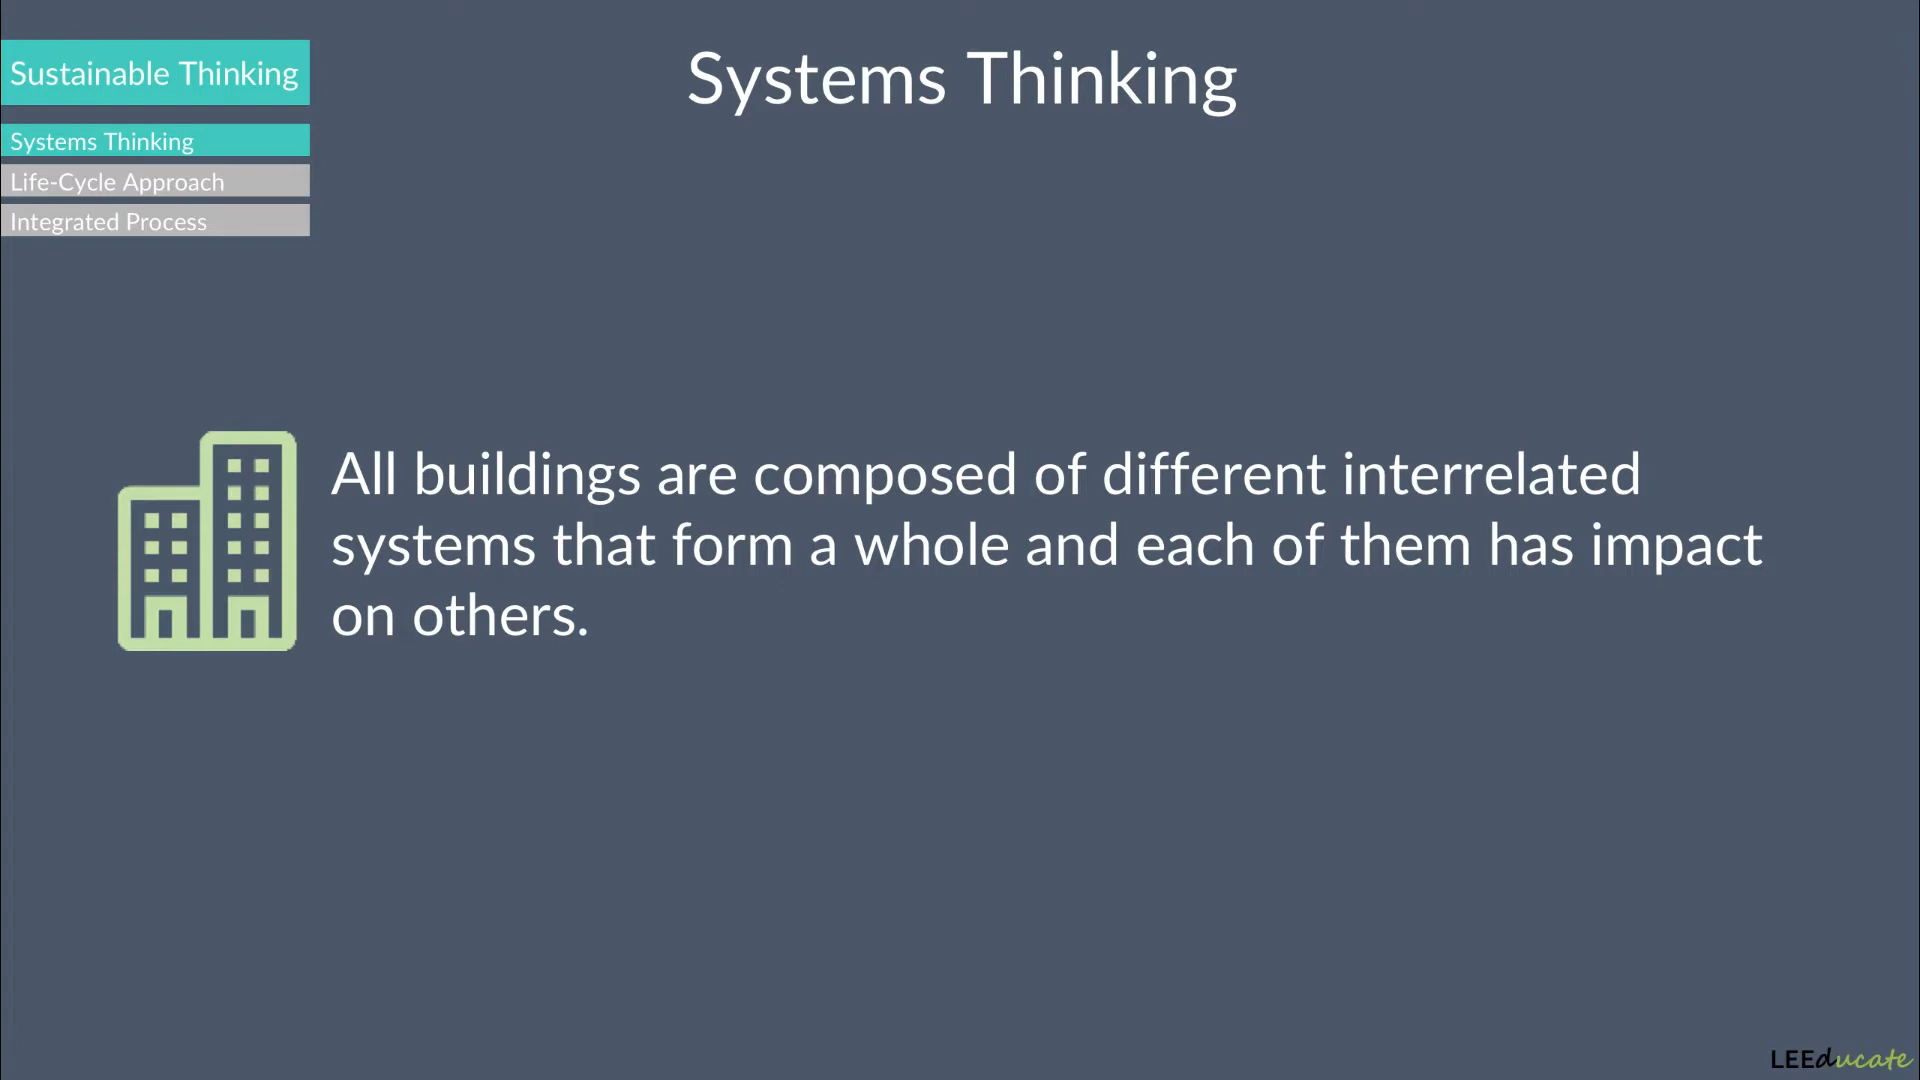 Sustainable Thinking
Systems Thinking
Life-Cycle Approach
Integrated Process
Systems Thinking
All buildings are composed of different interrelated
systems that form a whole and each of them has impact
on others.
LEEducate